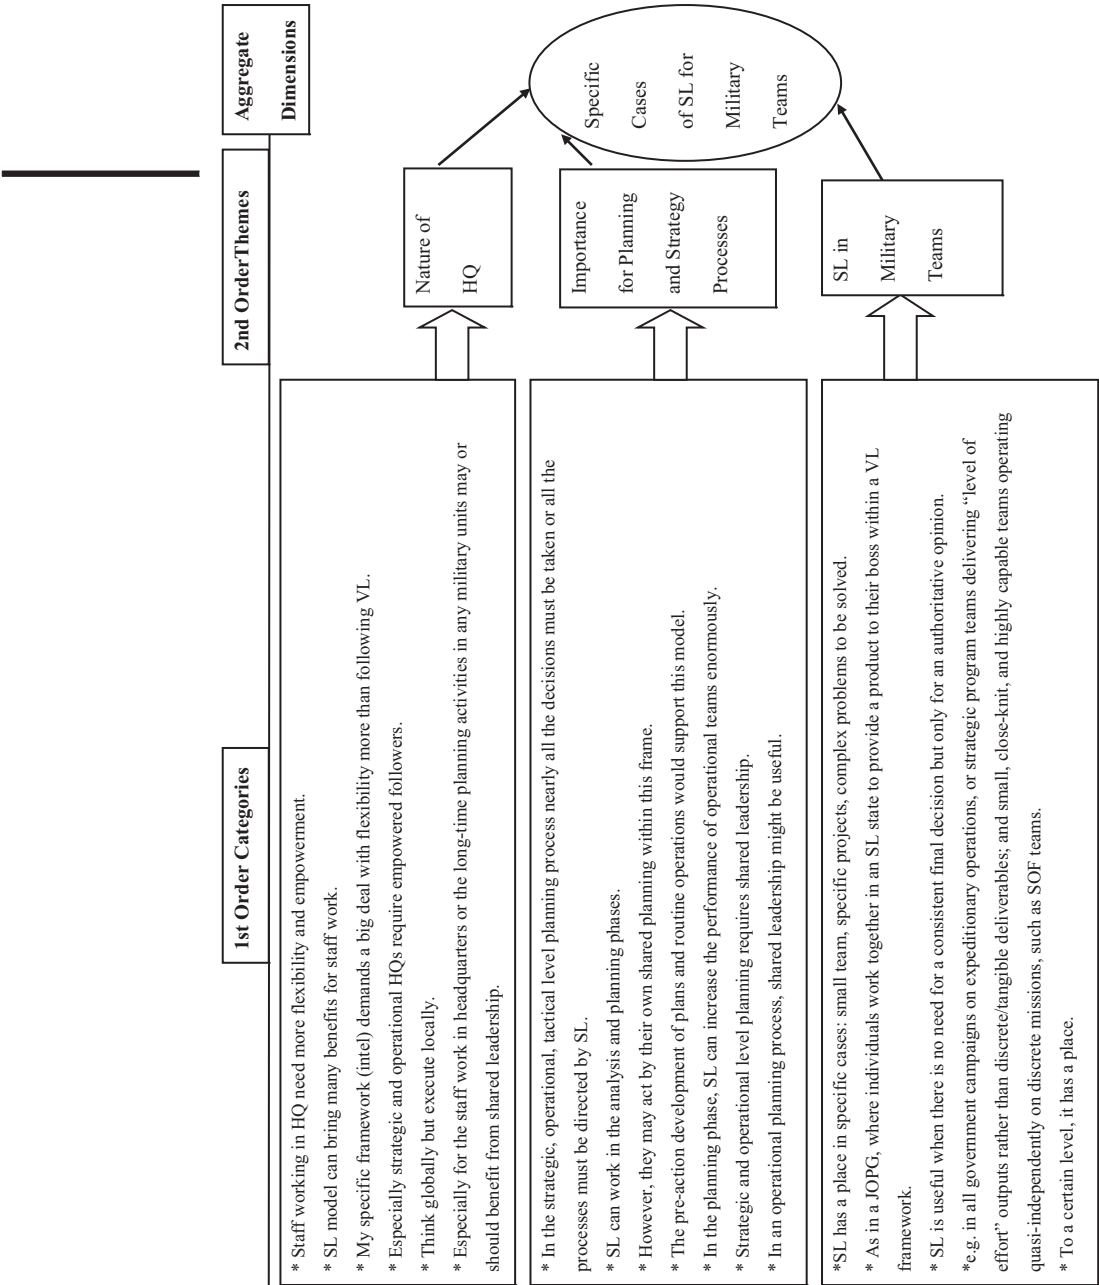 1st Order Categories
2nd OrderThemes
Aggregate
Dimensions
* Staff working in HQ need more flexibility and empowerment.
* SL model can bring many benefits for staff work.
* My specific framework (intel) demands a big deal with flexibility more than following VL.
* Especially strategic and operational HQs require empowered followers.
* Think globally but execute locally.
* Especially for the staff work in headquarters or the long-time planning activities in any military units may or
should benefit from shared leadership.
Nature of
HQ
* In the strategic, operational, tactical level planning process nearly all the decisions must be taken or all the
processes must be directed by SL.
* SL can work in the analysis and planning phases.
* However, they may act by their own shared planning within this frame.
* The pre-action development of plans and routine operations would support this model.
* In the planning phase, SL can increase the performance of operational teams enormously.
* Strategic and operational level planning requires shared leadership.
* In an operational planning process, shared leadership might be useful.
Importance
for Planning
and Strategy
Processes
*SL has a place in specific cases: small team, specific projects, complex problems to be solved.
* As in a JOPG, where individuals work together in an SL state to provide a product to their boss within a VL
framework.
* SL is useful when there is no need for a consistent final decision but only for an authoritative opinion.
*e.g. in all government campaigns on expeditionary operations, or strategic program teams delivering “level of
effort” outputs rather than discrete/tangible deliverables; and small, close-knit, and highly capable teams operating
quasi-independently on discrete missions, such as SOF teams.
* To a certain level, it has a place.
SL in
Military
Teams
Specific
Cases
of SL for
Military
Teams